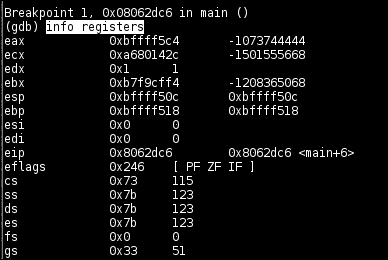 Breakpoint 1, 0x08062dc6 in main ()
(gdb) info registers
eax 0xbffff5c4 -1073744444
ecx 0xa680142c -1501555668
edx 0x1 1
ebx 0xb7f9cff4 -1208365068
esp 0xbffff50c 0xbffff50c
ebp 0xbffff518 0xbffff518
esi 0x0 0
edi 0x0 0
eip 0x8062dc6 0x8062dc6 <main+6>
eflags 0x246 [ PF ZF IF ]
cs 0x73 115
ss 0x7b 123
ds 0x7b 123
es 0x7b 123
fs 0x0 0
gs 0x33 51